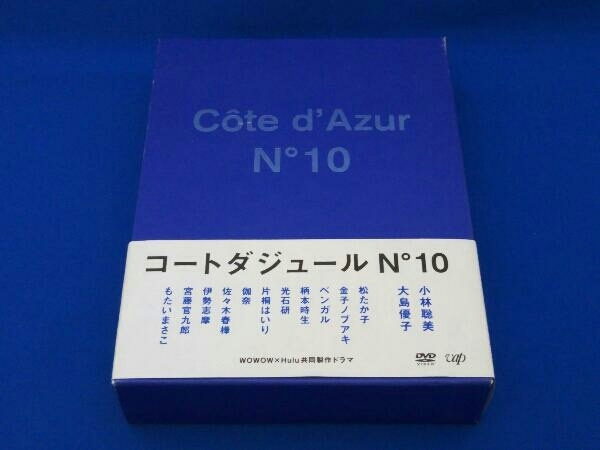 Côte d'Azur
N°10
コートダジュール N°10
小林聡美
大島優子
松たか子
金子ノブアキ
ベンガル
柄本時生
光石研
片桐はいり
伽奈
佐々木春樺
伊勢志摩
宮藤官九郎
もたいまさこ
WOWOW×Hulu共同製作ドラマ
DVD
VIDEO
vap